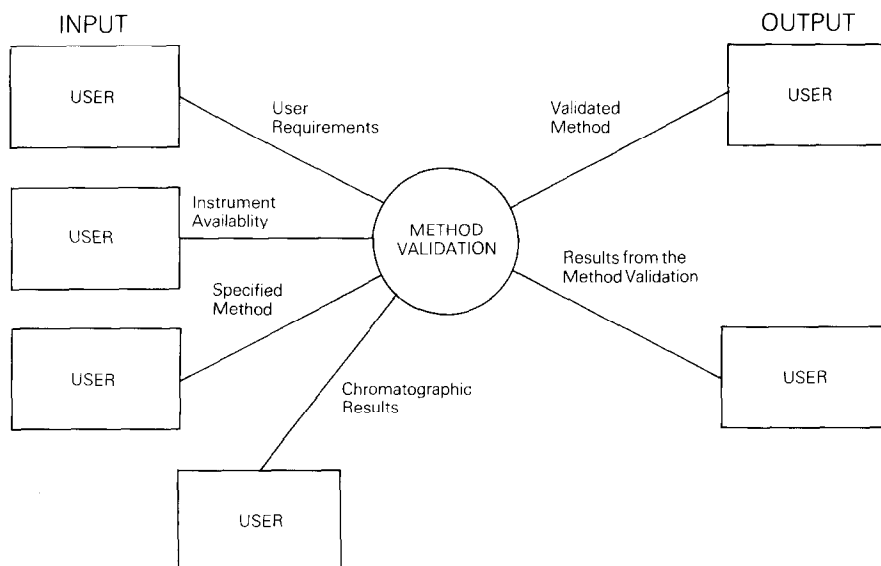 INPUT
OUTPUT
USER
User
Requirements
Validated
Method
USER
USER
Instrument
Availablity
METHOD
VALIDATION
Results from the
Method Validation
Specified
Method
USER
USER
Chromatographic
Results
USER